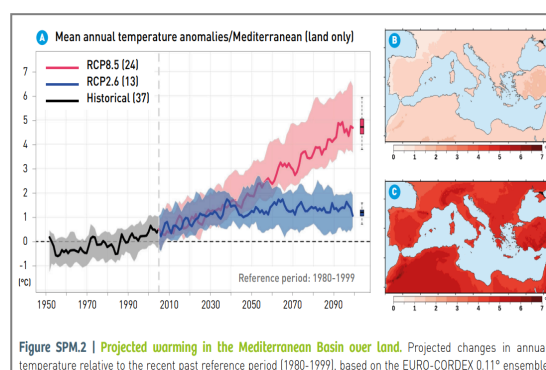 A Mean annual temperature anomalies/Mediterranean (land only)
RCP8.5 (24)
RCP2.6 (13)
Historical (37)
7
6
5
4
3
2
1
0
-1
(°C)
1950 1970 1990 2010 2030 2050 2070 2090
Reference period: 1980-1999
B
0 1 2 3 4 5 6 7
C
0 1 2 3 4 5 6 7
Figure SPM.2 | Projected warming in the Mediterranean Basin over land. Projected changes in annua
temperature relative to the recent past reference period (1980-1999), based on the EURO-CORDEX 0.11° ensemble